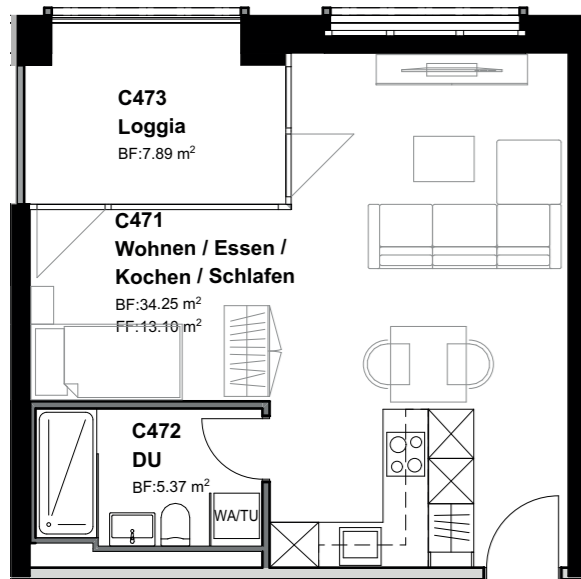 C473
Loggia
BF:7.89 m²
C471
Wohnen / Essen /
Kochen / Schlafen
BF:34.25 m²
FF:13.10 m²
C472
DU
BF:5.37 m²
WA/TU